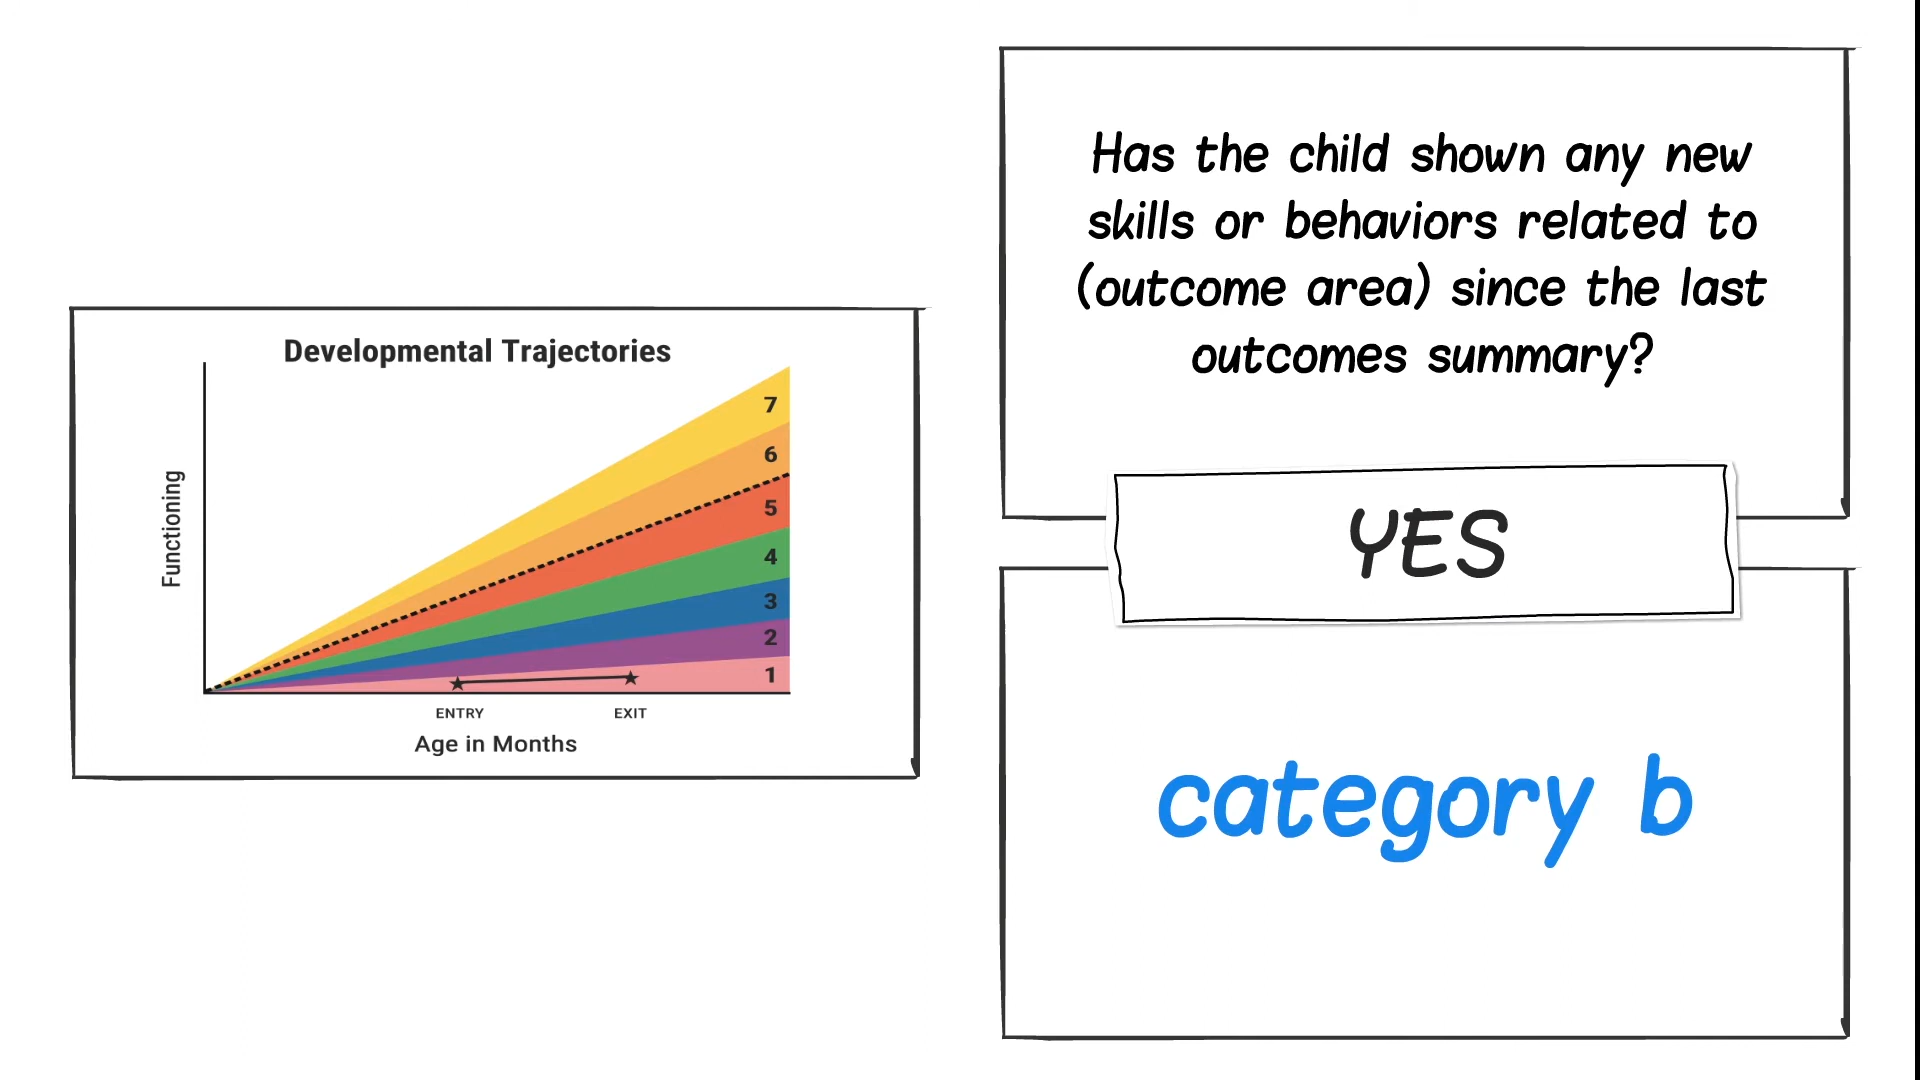 Developmental Trajectories
7
6
5
4
3
2
1
Functioning
ENTRY EXIT
Age in Months
Has the child shown any new
skills or behaviors related to
(outcome area) since the last
outcomes summary?
YES
category b